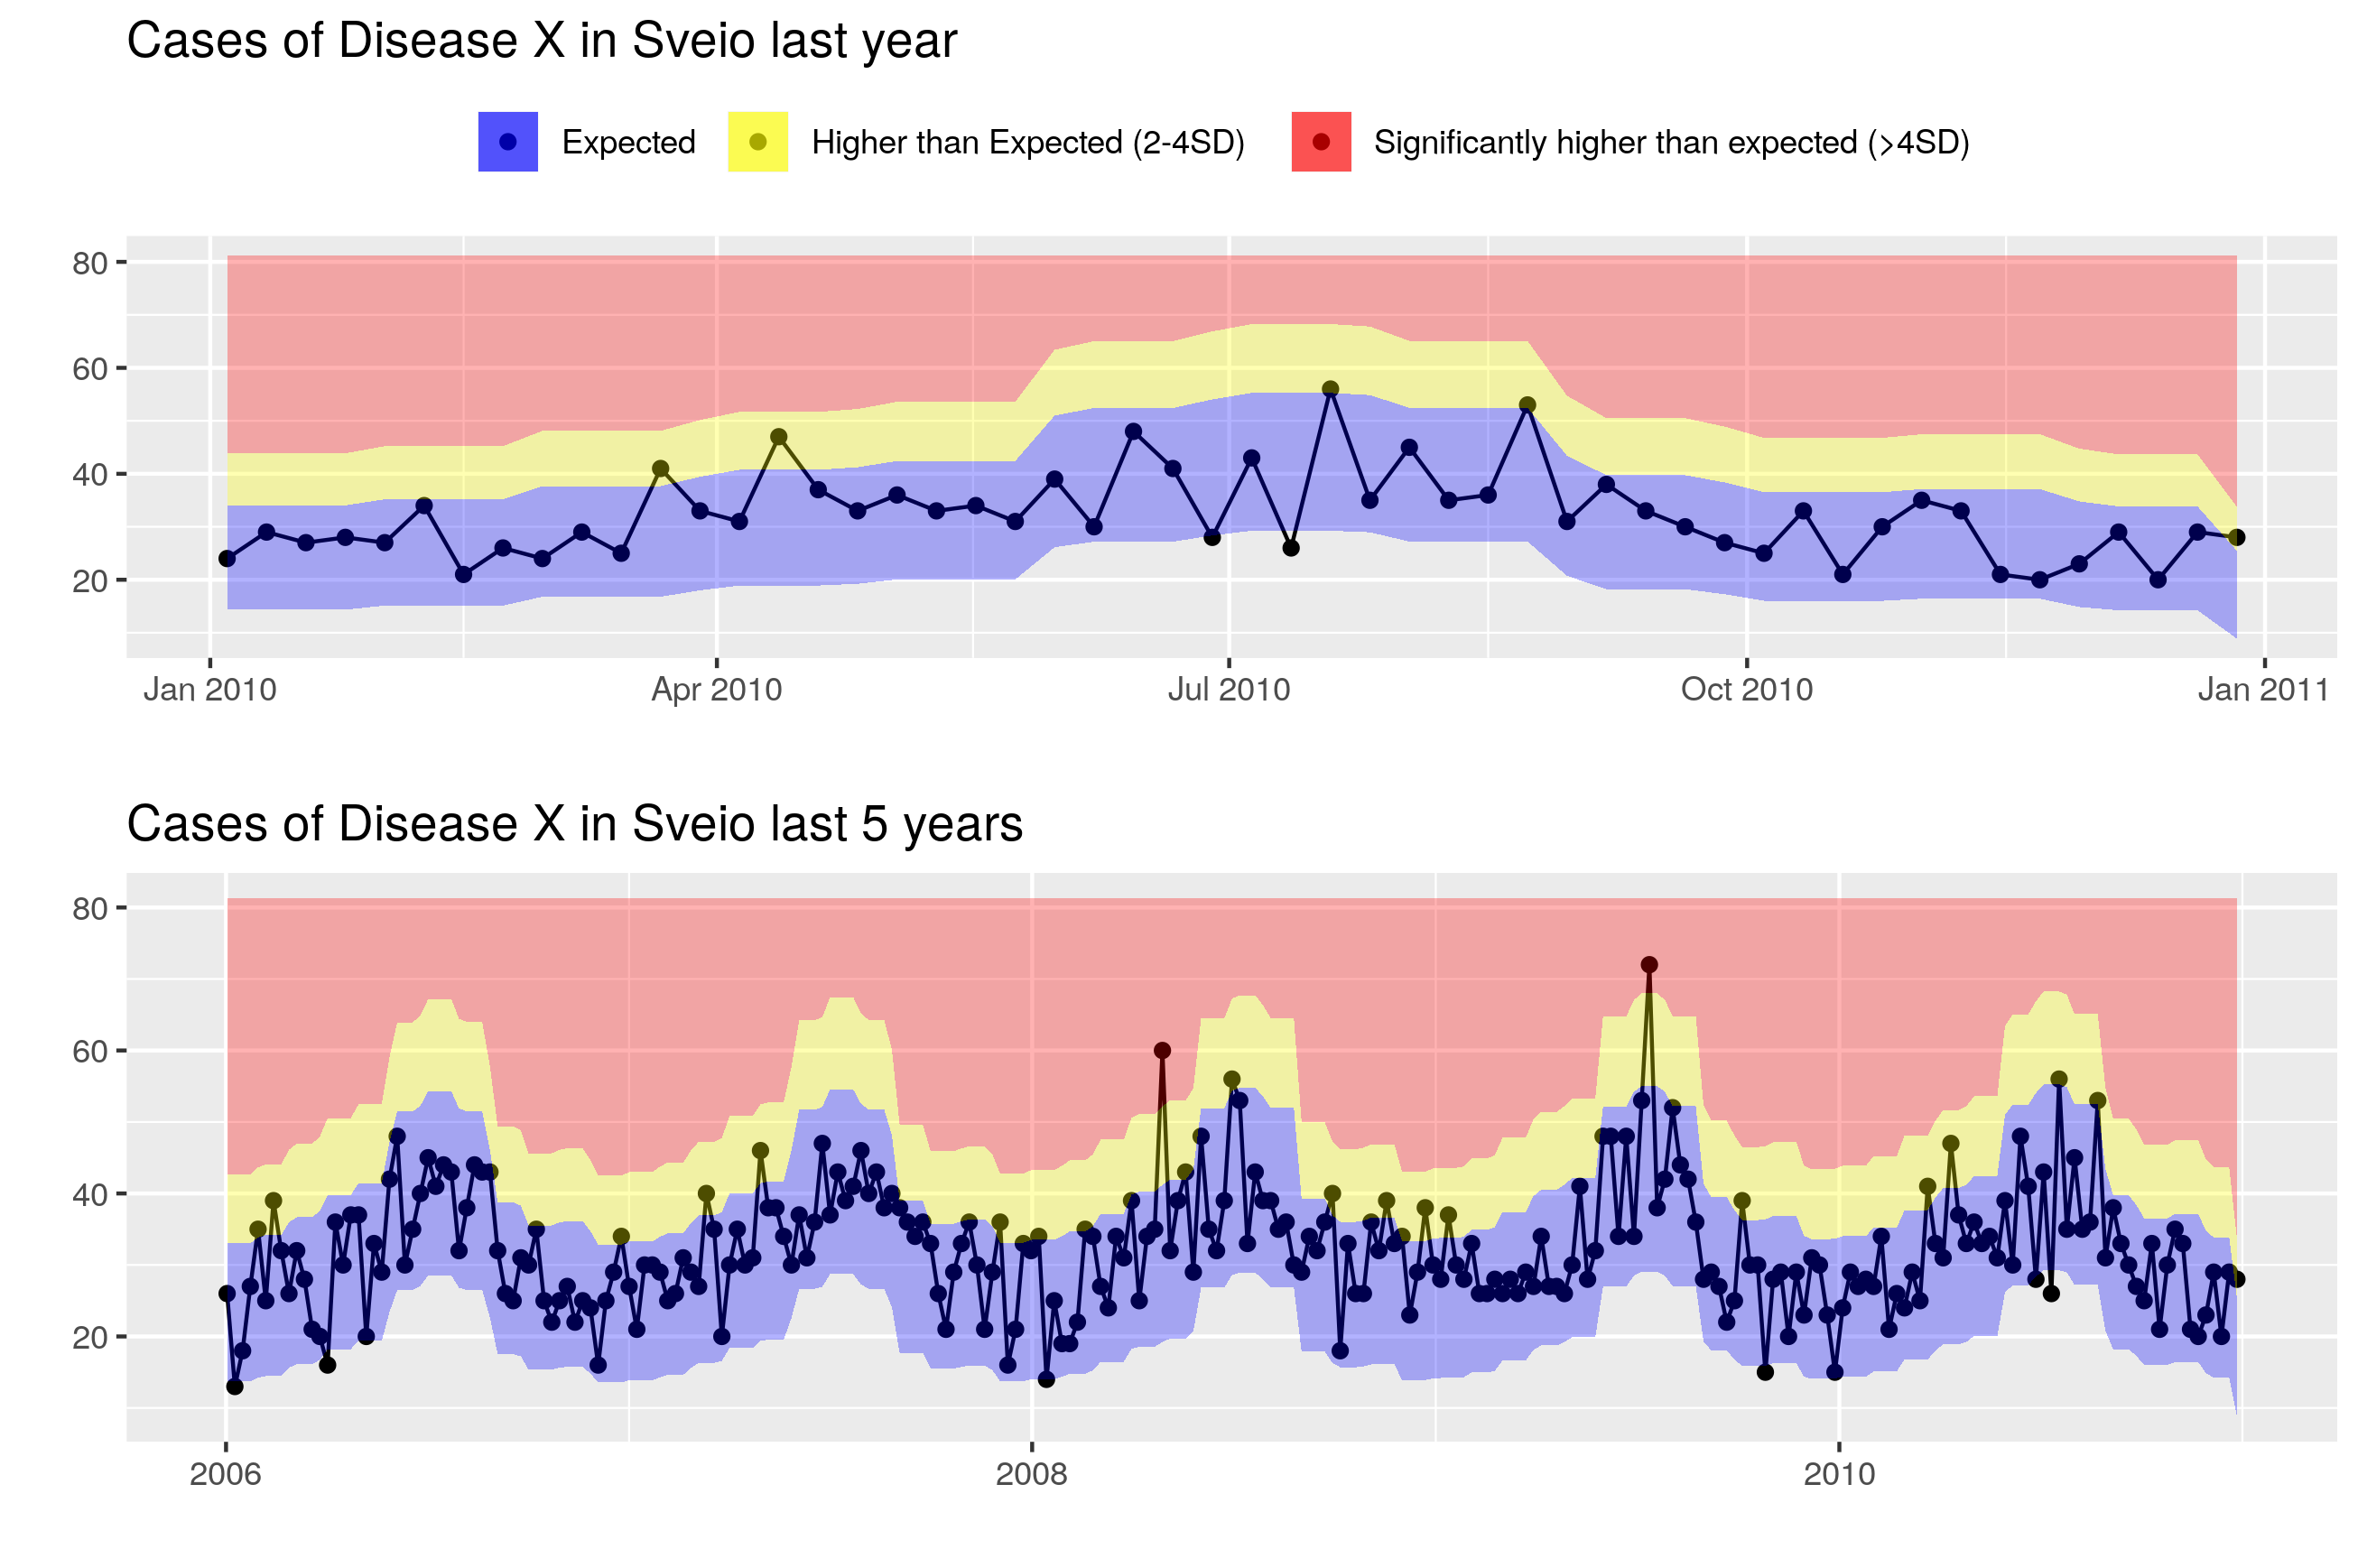 Cases of Disease X in Sveio last year
Expected Higher than Expected (2-4SD) Significantly higher than expected (>4SD)
80
60
40
20
Jan 2010 Apr 2010 Jul 2010 Oct 2010 Jan 2011
Cases of Disease X in Sveio last 5 years
80
60
40
20
2006 2008 2010